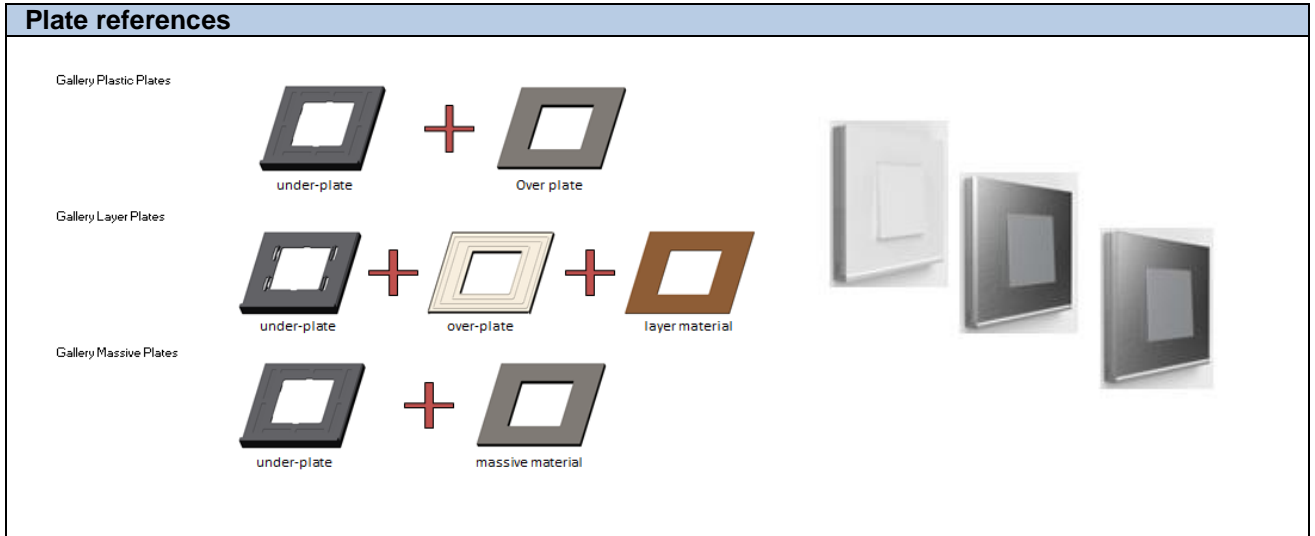 Plate references
Gallery Plastic Plates
under-plate
Over plate
Gallery Layer Plates
under-plate
over-plate
layer material
Gallery Massive Plates
under-plate
massive material